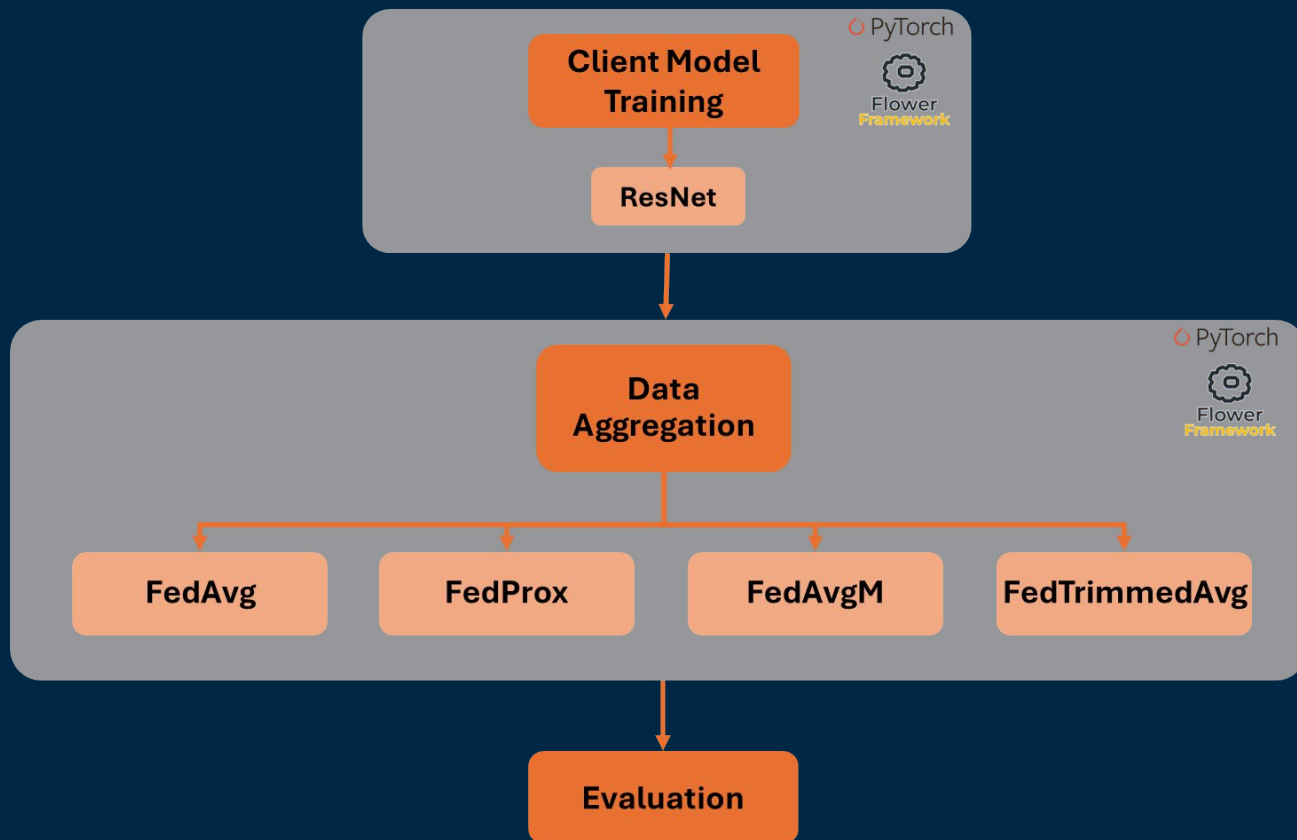 PyTorch
Client Model
Training
Flower
Framework
ResNet
PyTorch
Data
Aggregation
Flower
Framework
FedAvg
FedProx
FedAvgM
FedTrimmedAvg
Evaluation